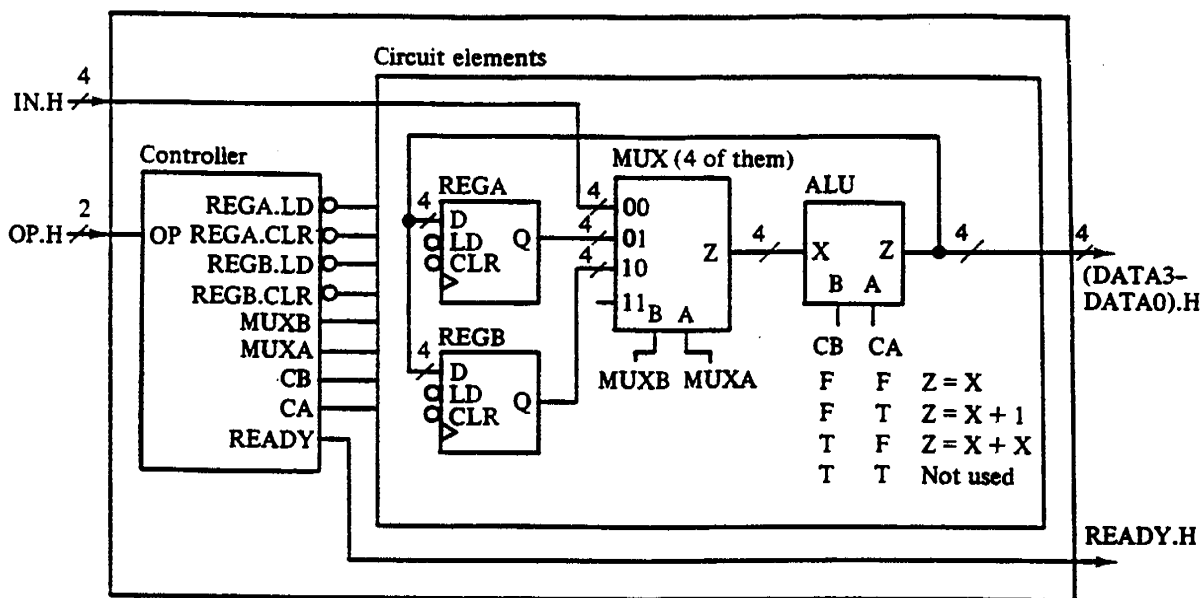 Circuit elements
4
IN.H
Controller
2
OP.H
OP
REGA.LD
REGA.CLR
REGB.LD
REGB.CLR
MUXB
MUXA
CB
CA
READY
REGA
4
D
LD
CLR
Q
REGB
4
D
LD
CLR
Q
MUX (4 of them)
4
00
4
01
4
10
11
Z
B A
MUXB MUXA
4
ALU
X Z
B A
CB CA
F F Z = X
F T Z = X + 1
T F Z = X + X
T T Not used
4
4
(DATA3–
DATA0).H
READY.H